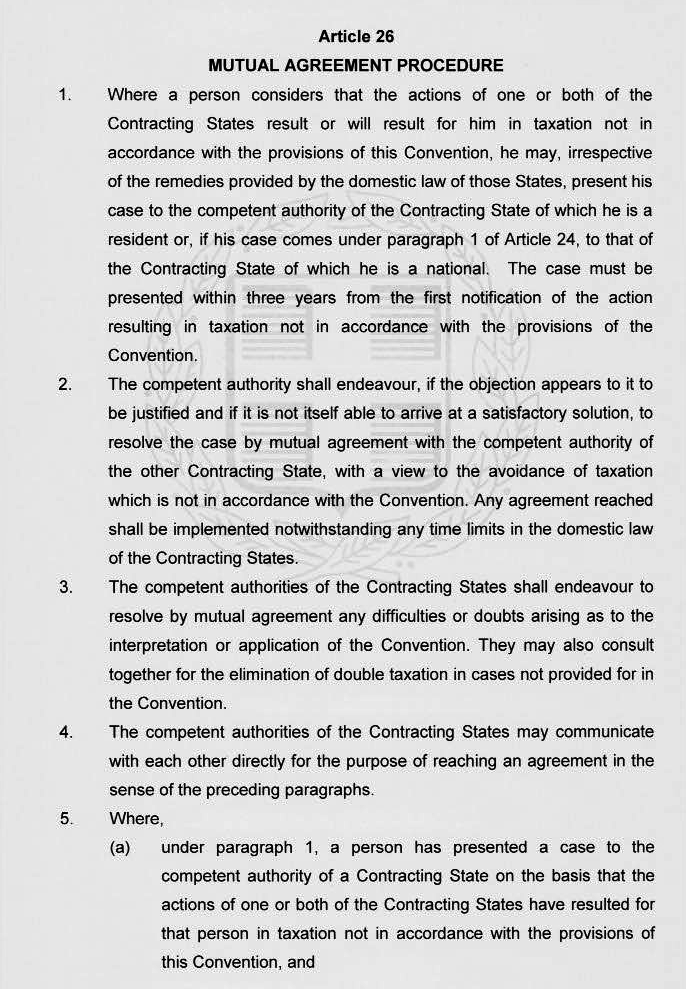 Article 26
MUTUAL AGREEMENT PROCEDURE
1. Where a person considers that the actions of one or both of the
Contracting States result or will result for him in taxation not in
accordance with the provisions of this Convention, he may, irrespective
of the remedies provided by the domestic law of those States, present his
case to the competent authority of the Contracting State of which he is a
resident or, if his case comes under paragraph 1 of Article 24, to that of
the Contracting State of which he is a national. The case must be
presented within three years from the first notification of the action
resulting in taxation not in accordance with the provisions of the
Convention.
2. The competent authority shall endeavour, if the objection appears to it to
be justified and if it is not itself able to arrive at a satisfactory solution, to
resolve the case by mutual agreement with the competent authority of
the other Contracting State, with a view to the avoidance of taxation
which is not in accordance with the Convention. Any agreement reached
shall be implemented notwithstanding any time limits in the domestic law
of the Contracting States.
3. The competent authorities of the Contracting States shall endeavour to
resolve by mutual agreement any difficulties or doubts arising as to the
interpretation or application of the Convention. They may also consult
together for the elimination of double taxation in cases not provided for in
the Convention.
4. The competent authorities of the Contracting States may communicate
with each other directly for the purpose of reaching an agreement in the
sense of the preceding paragraphs.
5. Where,
(a) under paragraph 1, a person has presented a case to the
competent authority of a Contracting State on the basis that the
actions of one or both of the Contracting States have resulted for
that person in taxation not in accordance with the provisions of
this Convention, and